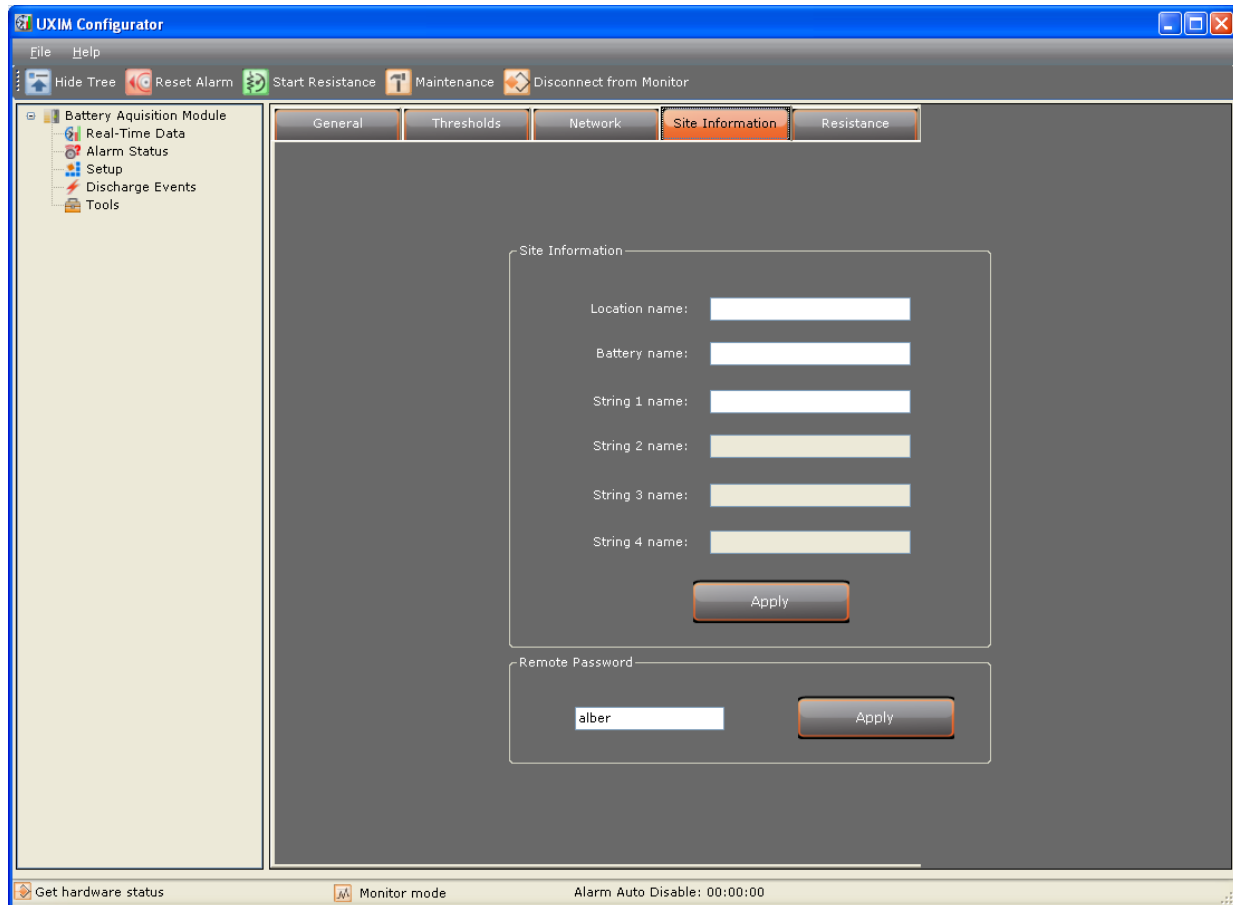 UXIM Configurator
File Help
Hide Tree Reset Alarm Start Resistance Maintenance Disconnect from Monitor
Battery Aquisition Module
Real-Time Data
Alarm Status
Setup
Discharge Events
Tools
General Thresholds Network Site Information Resistance
Site Information
Location name:
Battery name:
String 1 name:
String 2 name:
String 3 name:
String 4 name:
Apply
Remote Password
alber Apply
Get hardware status Monitor mode Alarm Auto Disable: 00:00:00